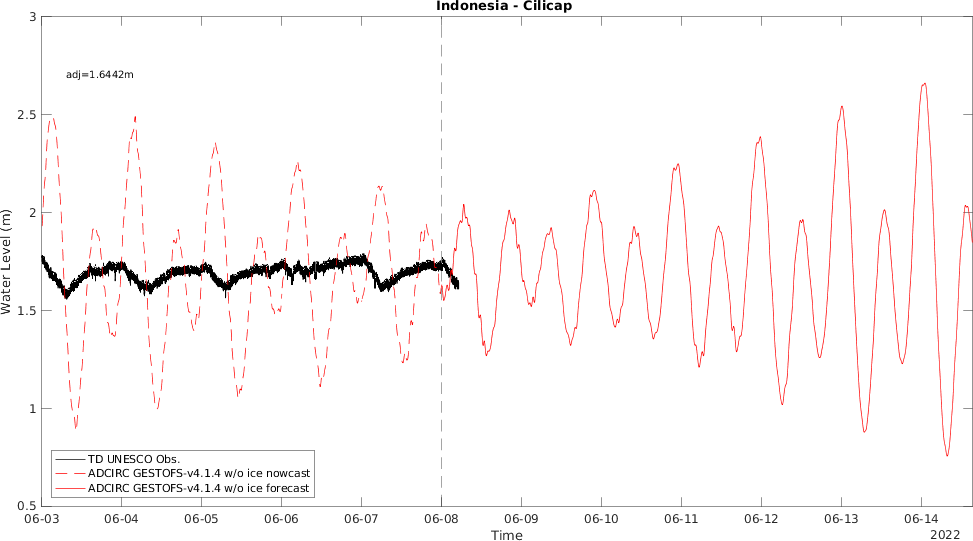 Indonesia - Cilicap
3
adj=1.6442m
2.5
2
Water Level (m)
1.5
1
TD UNESCO Obs.
ADCIRC GESTOFS-v4.1.4 w/o ice nowcast
ADCIRC GESTOFS-v4.1.4 w/o ice forecast
0.5
06-03 06-04 06-05 06-06 06-07 06-08 06-09 06-10 06-11 06-12 06-13 06-14
2022
Time